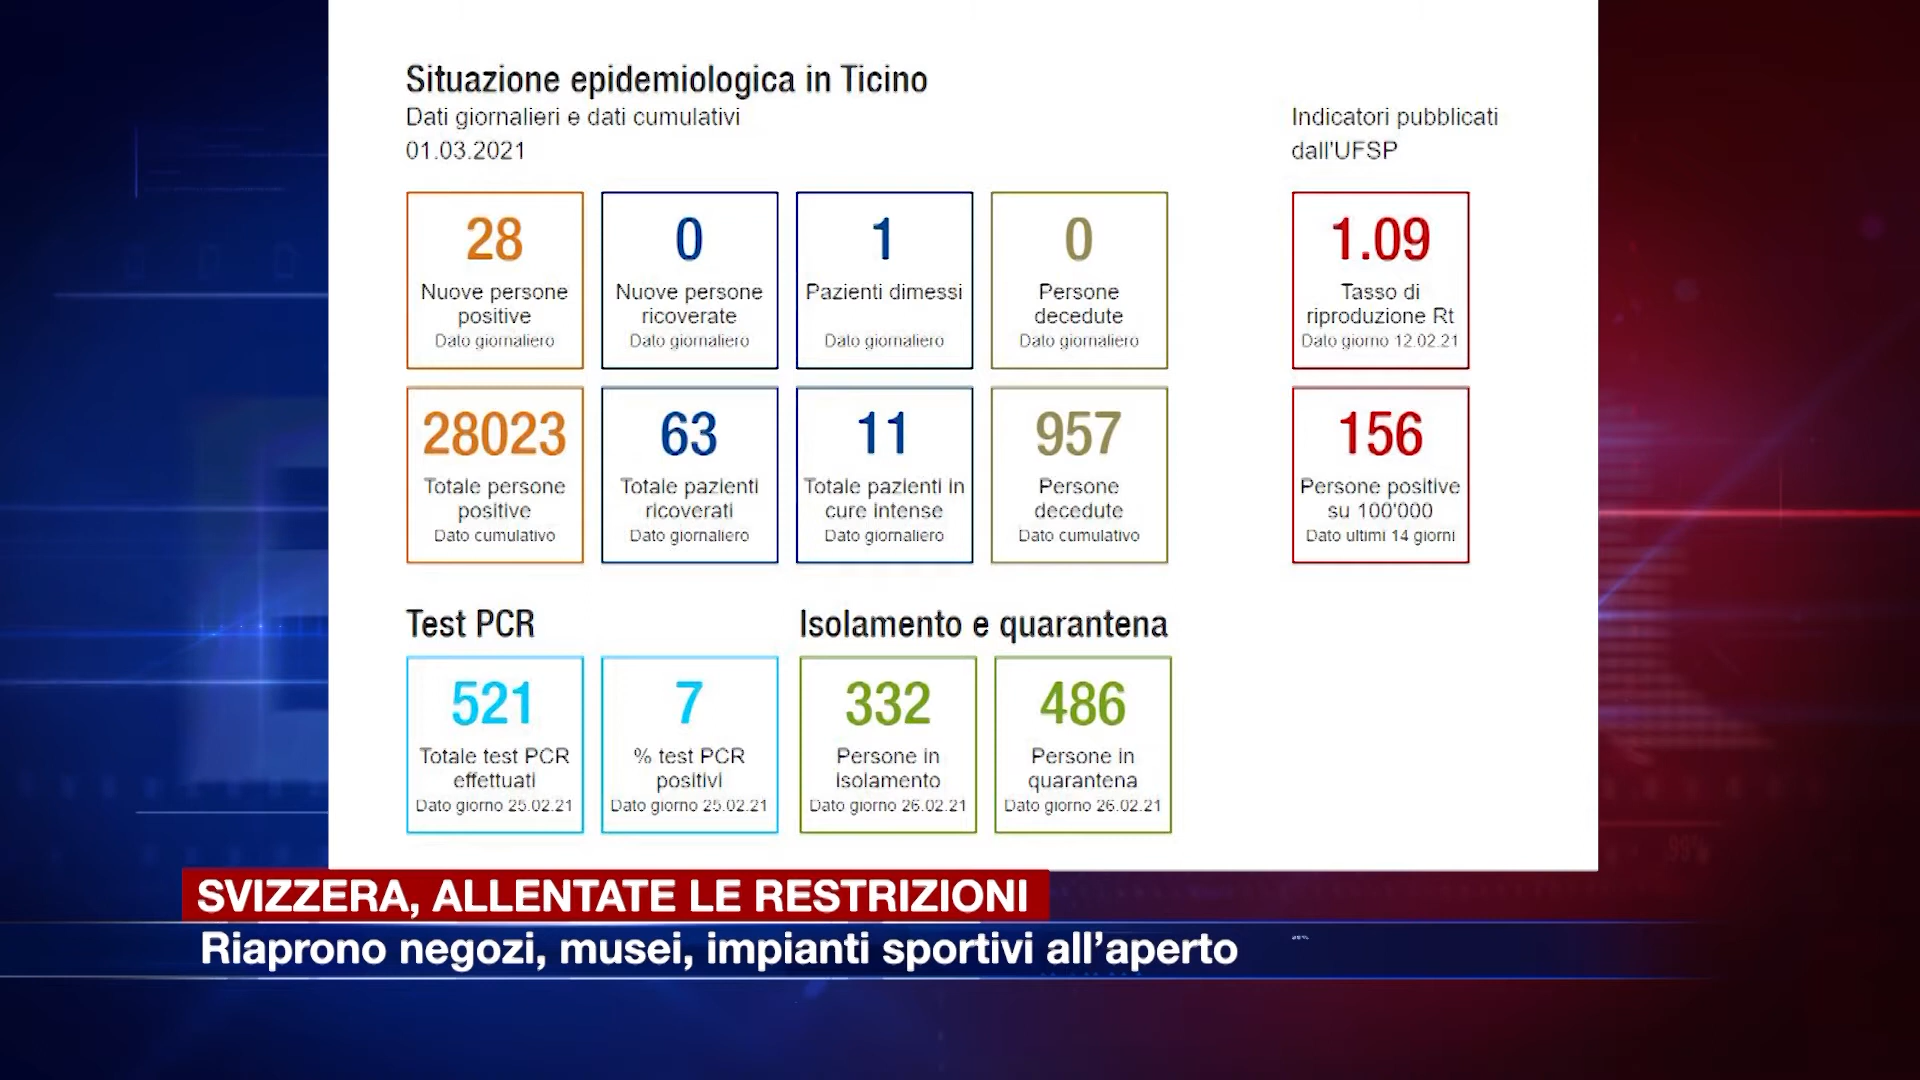 Situazione epidemiologica in Ticino
Dati giornalieri e dati cumulativi
01.03.2021
Indicatori pubblicati
dall'UFSP
28
Nuove persone
positive
Dato giornaliero
0
Nuove persone
ricoverate
Dato giornaliero
1
Pazienti dimessi
Dato giornaliero
0
Persone
decedute
Dato giornaliero
1.09
Tasso di
riproduzione Rt
Dato giorno 12.02.21
28023
Totale persone
positive
Dato cumulativo
63
Totale pazienti
ricoverati
Dato giornaliero
11
Totale pazienti in
cure intense
Dato giornaliero
957
Persone
decedute
Dato cumulativo
156
Persone positive
su 100'000
Dato ultimi 14 giorni
Test PCR
521
Totale test PCR
effettuati
Dato giorno 25.02.21
7
% test PCR
positivi
Dato giorno 25.02.21
Isolamento e quarantena
332
Persone in
isolamento
Dato giorno 26.02.21
486
Persone in
quarantena
Dato giorno 26.02.21
SVIZZERA, ALLENTATE LE RESTRIZIONI
Riaprono negozi, musei, impianti sportivi all’aperto